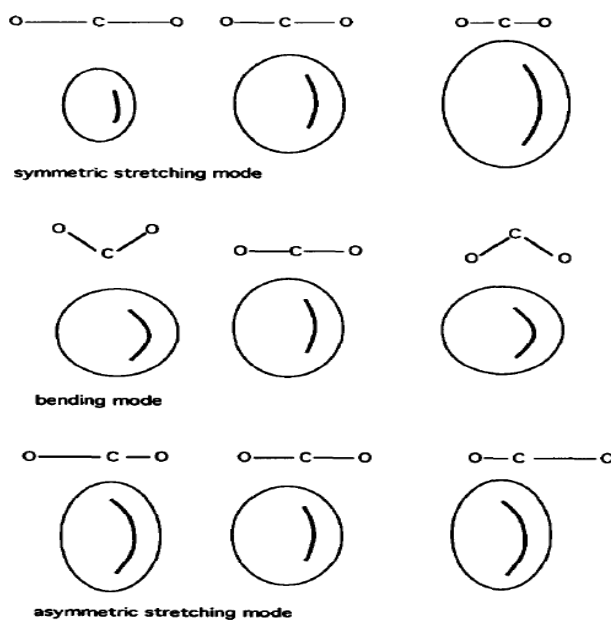 O—C—O O—C—O O—C—O
symmetric stretching mode
O C O O—C—O O C O
bending mode
O—C—O O—C—O O—C—O
asymmetric stretching mode